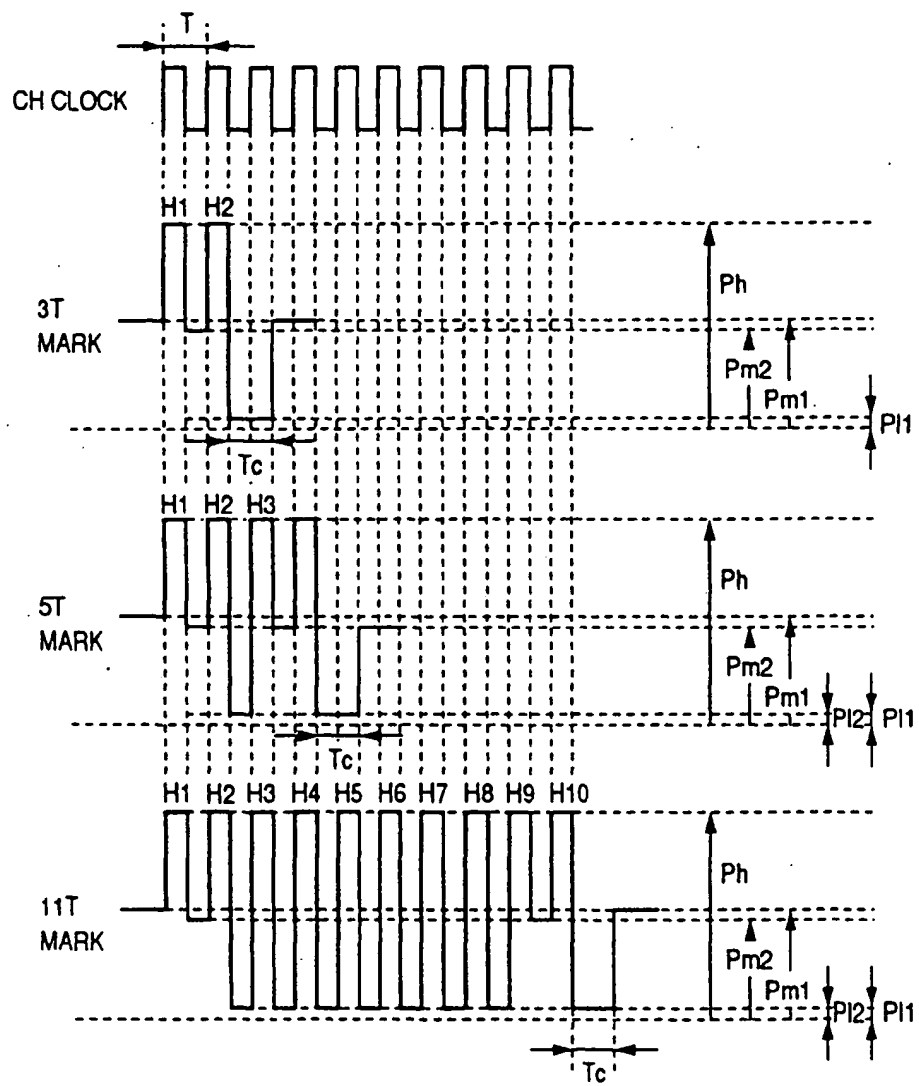 T
CH CLOCK
H1 H2
3T
MARK
Ph
Pm2
Pm1
Pl1
Tc
H1 H2 H3
5T
MARK
Ph
Pm2
Pm1
Pl2 Pl1
Tc
H1 H2 H3 H4 H5 H6 H7 H8 H9 H10
11T
MARK
Ph
Pm2
Pm1
Pl2 Pl1
Tc